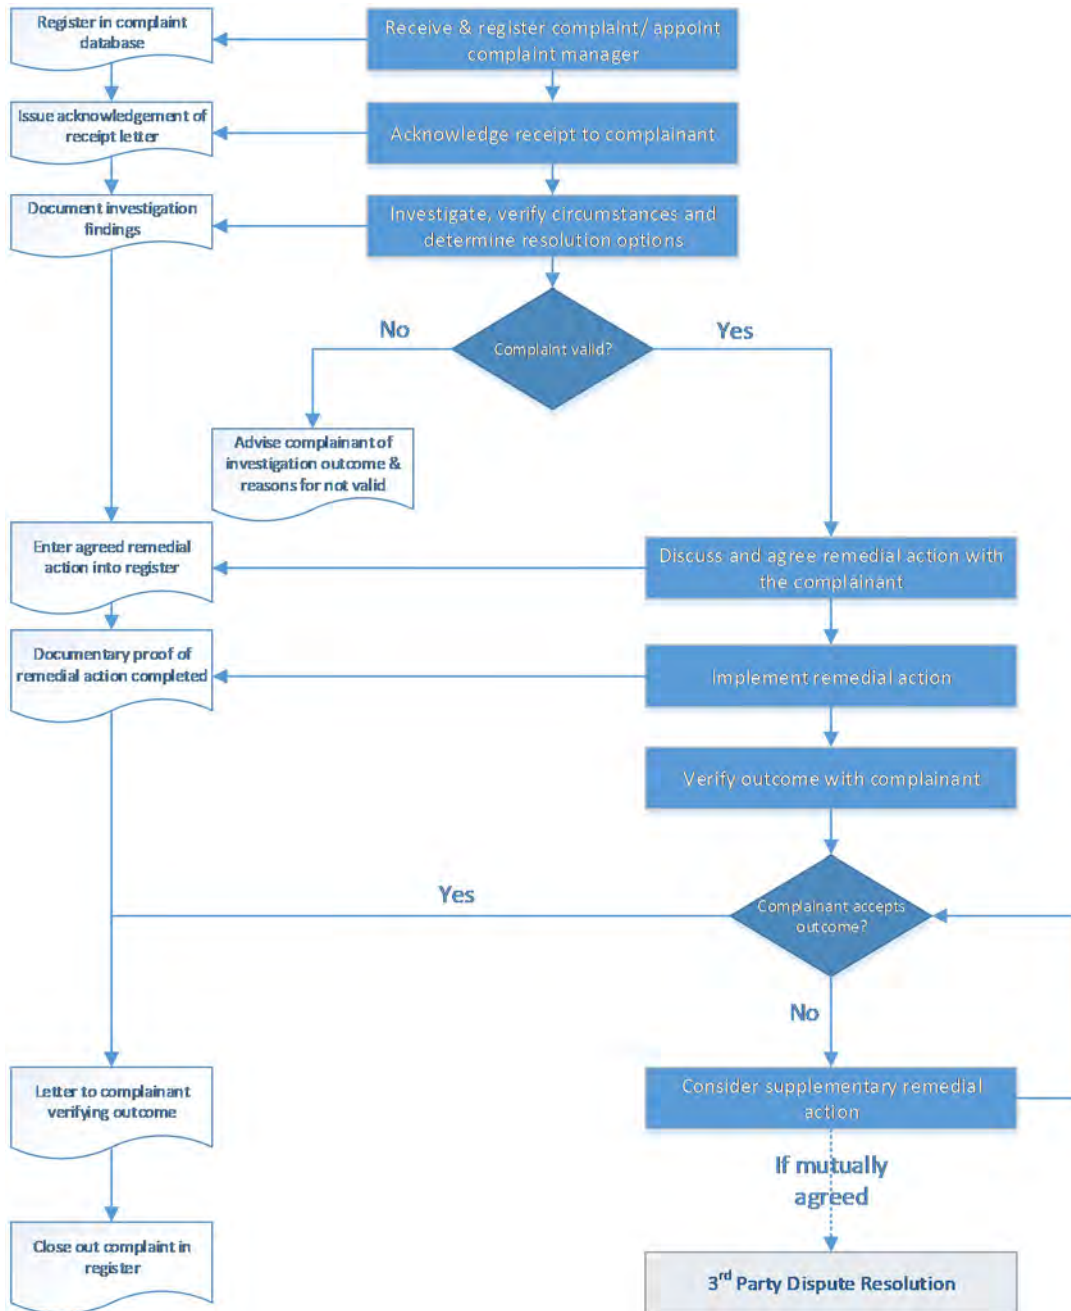 Register in complaint
database
Receive & register complaint/ appoint
complaint manager
Issue acknowledgement of
receipt letter
Acknowledge receipt to complainant
Document investigation
findings
Investigate, verify circumstances and
determine resolution options
No
Complaint valid?
Yes
Advise complainant of
investigation outcome &
reasons for not valid
Enter agreed remedial
action into register
Discuss and agree remedial action with
the complainant
Documentary proof of
remedial action completed
Implement remedial action
Verify outcome with complainant
Yes
Complainant accepts
outcome?
No
Letter to complainant
verifying outcome
Consider supplementary remedial
action
If mutually
agreed
Close out complaint in
register
3rd Party Dispute Resolution